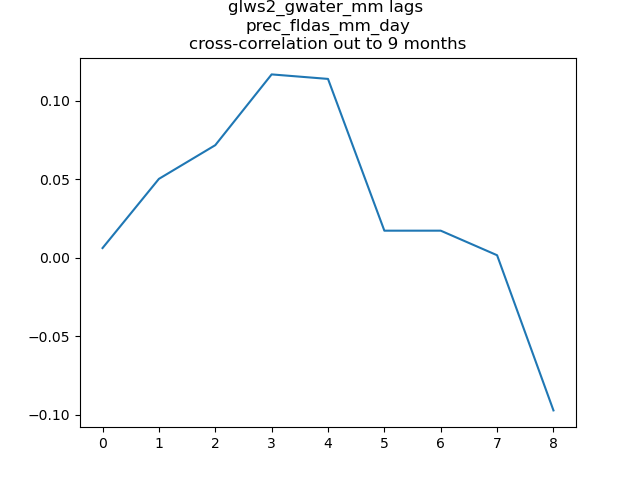 glws2_gwater_mm lags
prec_fldas_mm_day
cross-correlation out to 9 months
0.10
0.05
0.00
−0.05
−0.10
0 1 2 3 4 5 6 7 8